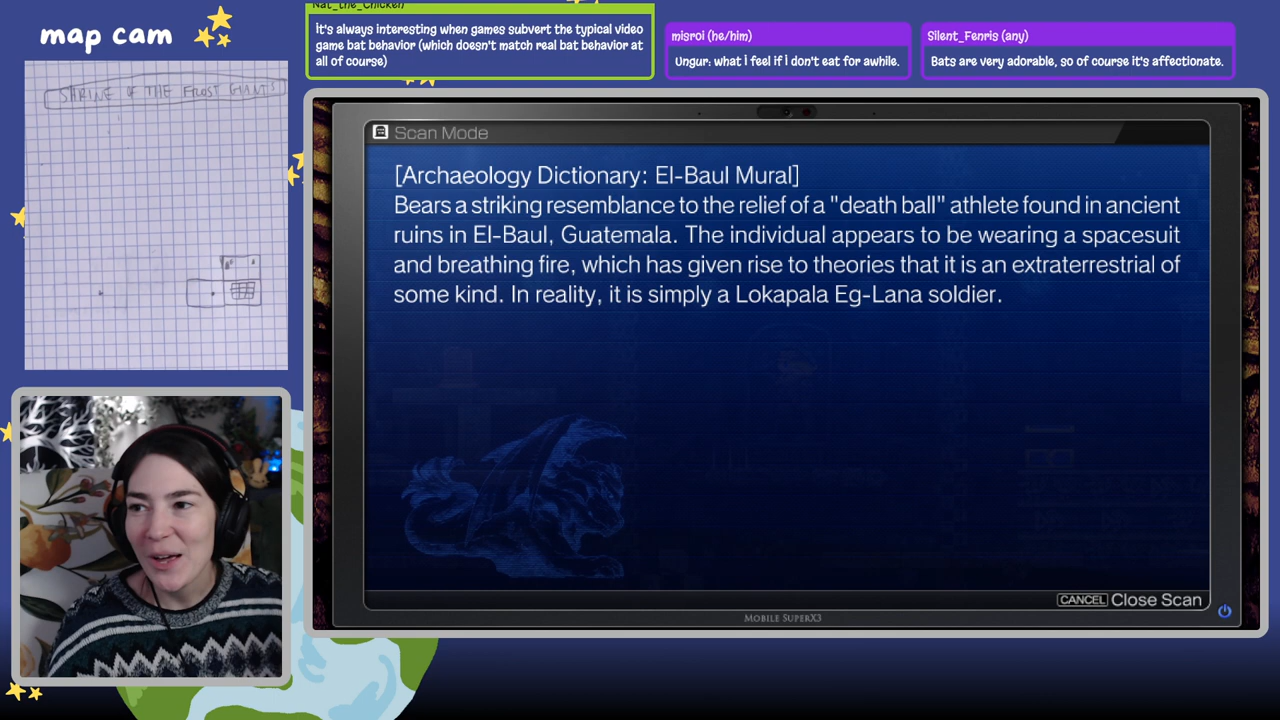 map cam
SHRINE OF THE FROST GIANTS
Nat_the_Chicken
It's always interesting when games subvert the typical video
game bat behavior (which doesn't match real bat behavior at
all of course)
misroi (he/him)
Ungur: what i feel if i don't eat for awhile.
Silent_Fenris (any)
Bats are very adorable, so of course it's affectionate.
Scan Mode
[Archaeology Dictionary: El-Baul Mural]
Bears a striking resemblance to the relief of a "death ball" athlete found in ancient
ruins in El-Baul, Guatemala. The individual appears to be wearing a spacesuit
and breathing fire, which has given rise to theories that it is an extraterrestrial of
some kind. In reality, it is simply a Lokapala Eg-Lana soldier.
CANCEL Close Scan
MOBILE SUPERX3